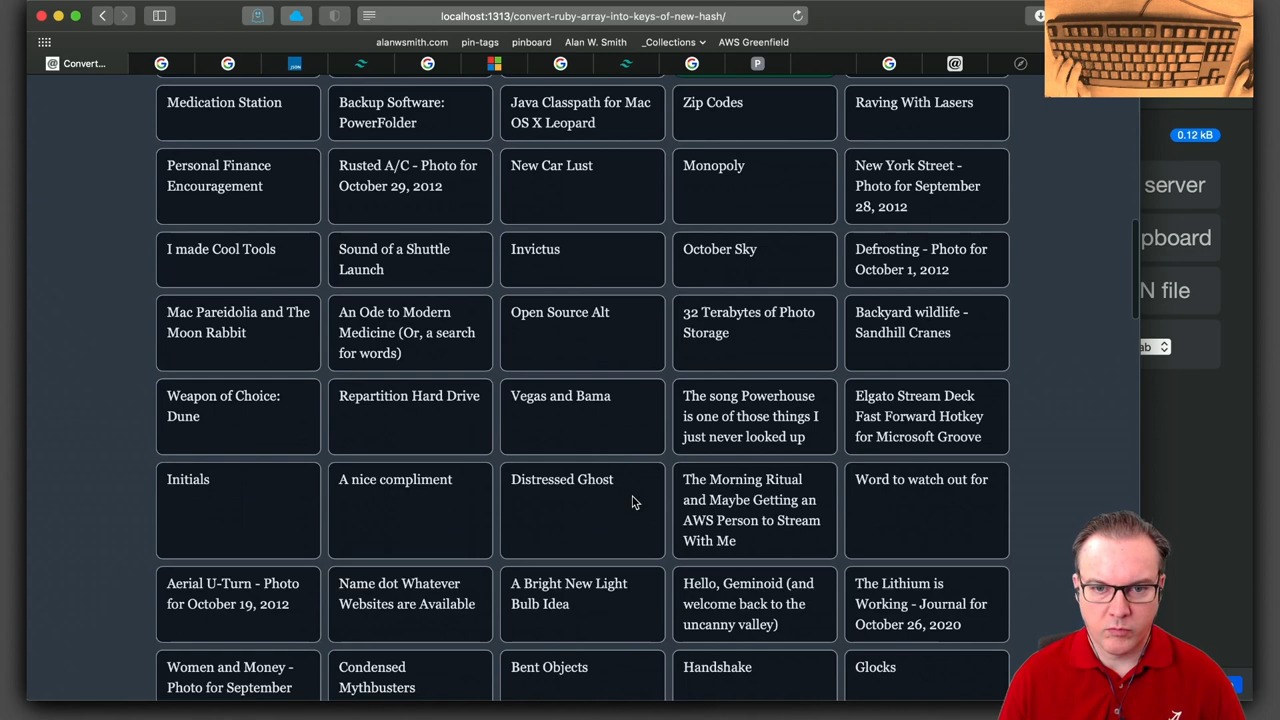 localhost:1313/convert-ruby-array-into-keys-of-new-hash/
alanwsmith.com
pin-tags
pinboard
Alan W. Smith
_Collections
AWS Greenfield
@ Convert...
Medication Station
Backup Software:
PowerFolder
Java Classpath for Mac
OS X Leopard
Zip Codes
Raving With Lasers
0.12 kB
Personal Finance
Encouragement
Rusted A/C - Photo for
October 29, 2012
New Car Lust
Monopoly
New York Street -
Photo for September
28, 2012
server
I made Cool Tools
Sound of a Shuttle
Launch
Invictus
October Sky
Defrosting - Photo for
October 1, 2012
pboard
N file
Mac Pareidolia and The
Moon Rabbit
An Ode to Modern
Medicine (Or, a search
for words)
Open Source Alt
32 Terabytes of Photo
Storage
Backyard wildlife -
Sandhill Cranes
ab
Weapon of Choice:
Dune
Repartition Hard Drive
Vegas and Bama
The song Powerhouse
is one of those things I
just never looked up
Elgato Stream Deck
Fast Forward Hotkey
for Microsoft Groove
Initials
A nice compliment
Distressed Ghost
The Morning Ritual
and Maybe Getting an
AWS Person to Stream
With Me
Word to watch out for
Aerial U-Turn - Photo
for October 19, 2012
Name dot Whatever
Websites are Available
A Bright New Light
Bulb Idea
Hello, Geminoid (and
welcome back to the
uncanny valley)
The Lithium is
Working - Journal for
October 26, 2020
Women and Money -
Photo for September
Condensed
Mythbusters
Bent Objects
Handshake
Glocks